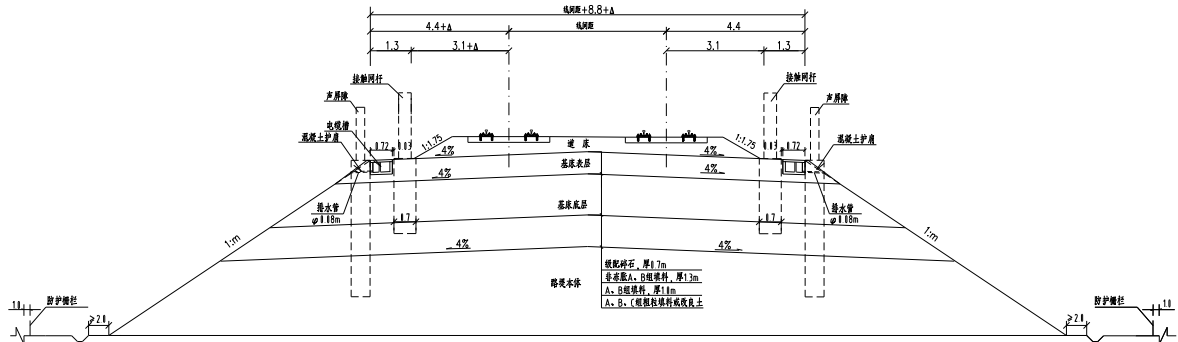 线间距+8.8+Δ
4.4+Δ 线间距 4.4
1.3 3.1+Δ 3.1 1.3
接触网杆 接触网杆
声屏障 声屏障
电缆槽
混凝土护肩 混凝土护肩
0.72 0.03 0.03 0.72
1:1.75 1:1.75
道床
4% 4%
基床表层
4% 4%
排水管 排水管
φ0.08m φ0.08m
基床底层
0.7 0.7
1:m 1:m
4% 4%
级配碎石，厚0.7m
非冻胀A、B组填料，厚1.3m
A、B组填料，厚1.0m
A、B、C组粗粒填料或改良土
路堤本体
1.0 防护栅栏 防护栅栏 1.0
≥2.0 ≥2.0